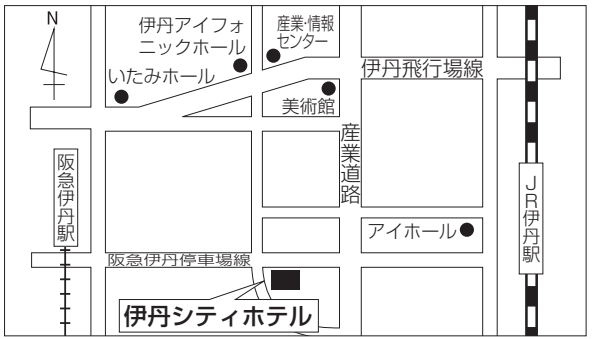 N
伊丹アイフォ
ニックホール
産業・情報
センター
いたみホール
伊丹飛行場線
美術館
産業道路
阪急伊丹駅
JR伊丹駅
アイホール
阪急伊丹停車場線
伊丹シティホテル